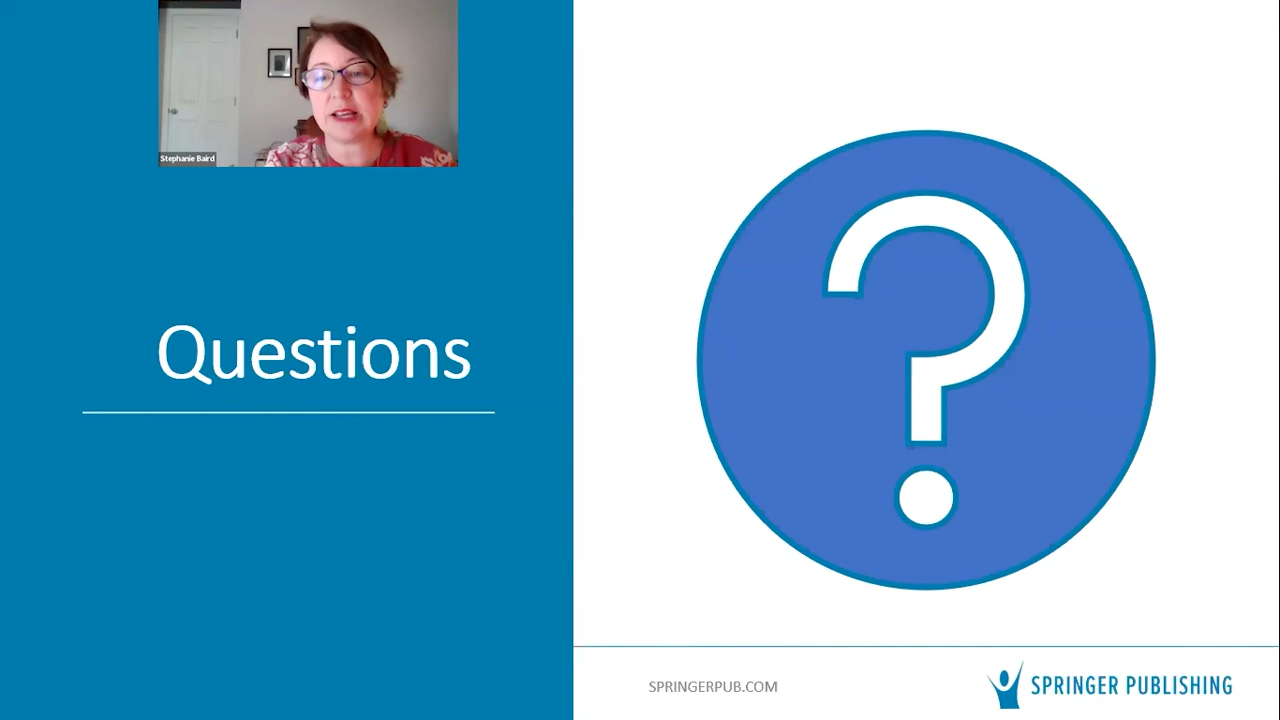 Stephanie Baird
Questions
?
SPRINGERPUB.COM
SPRINGER PUBLISHING